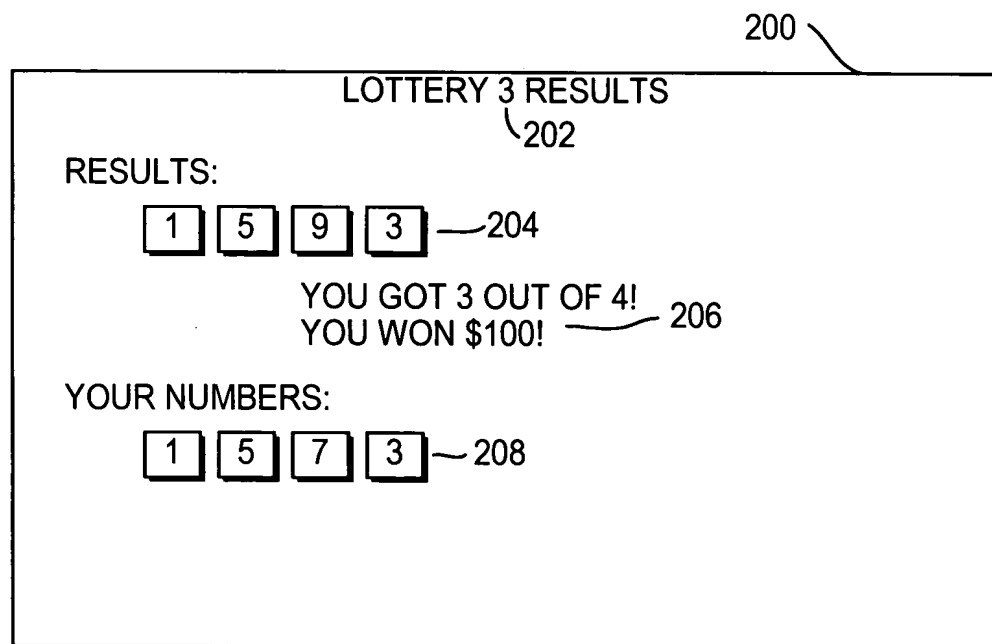 200
LOTTERY 3 RESULTS
202
RESULTS:
1 5 9 3 204
YOU GOT 3 OUT OF 4!
YOU WON $100! 206
YOUR NUMBERS:
1 5 7 3 208